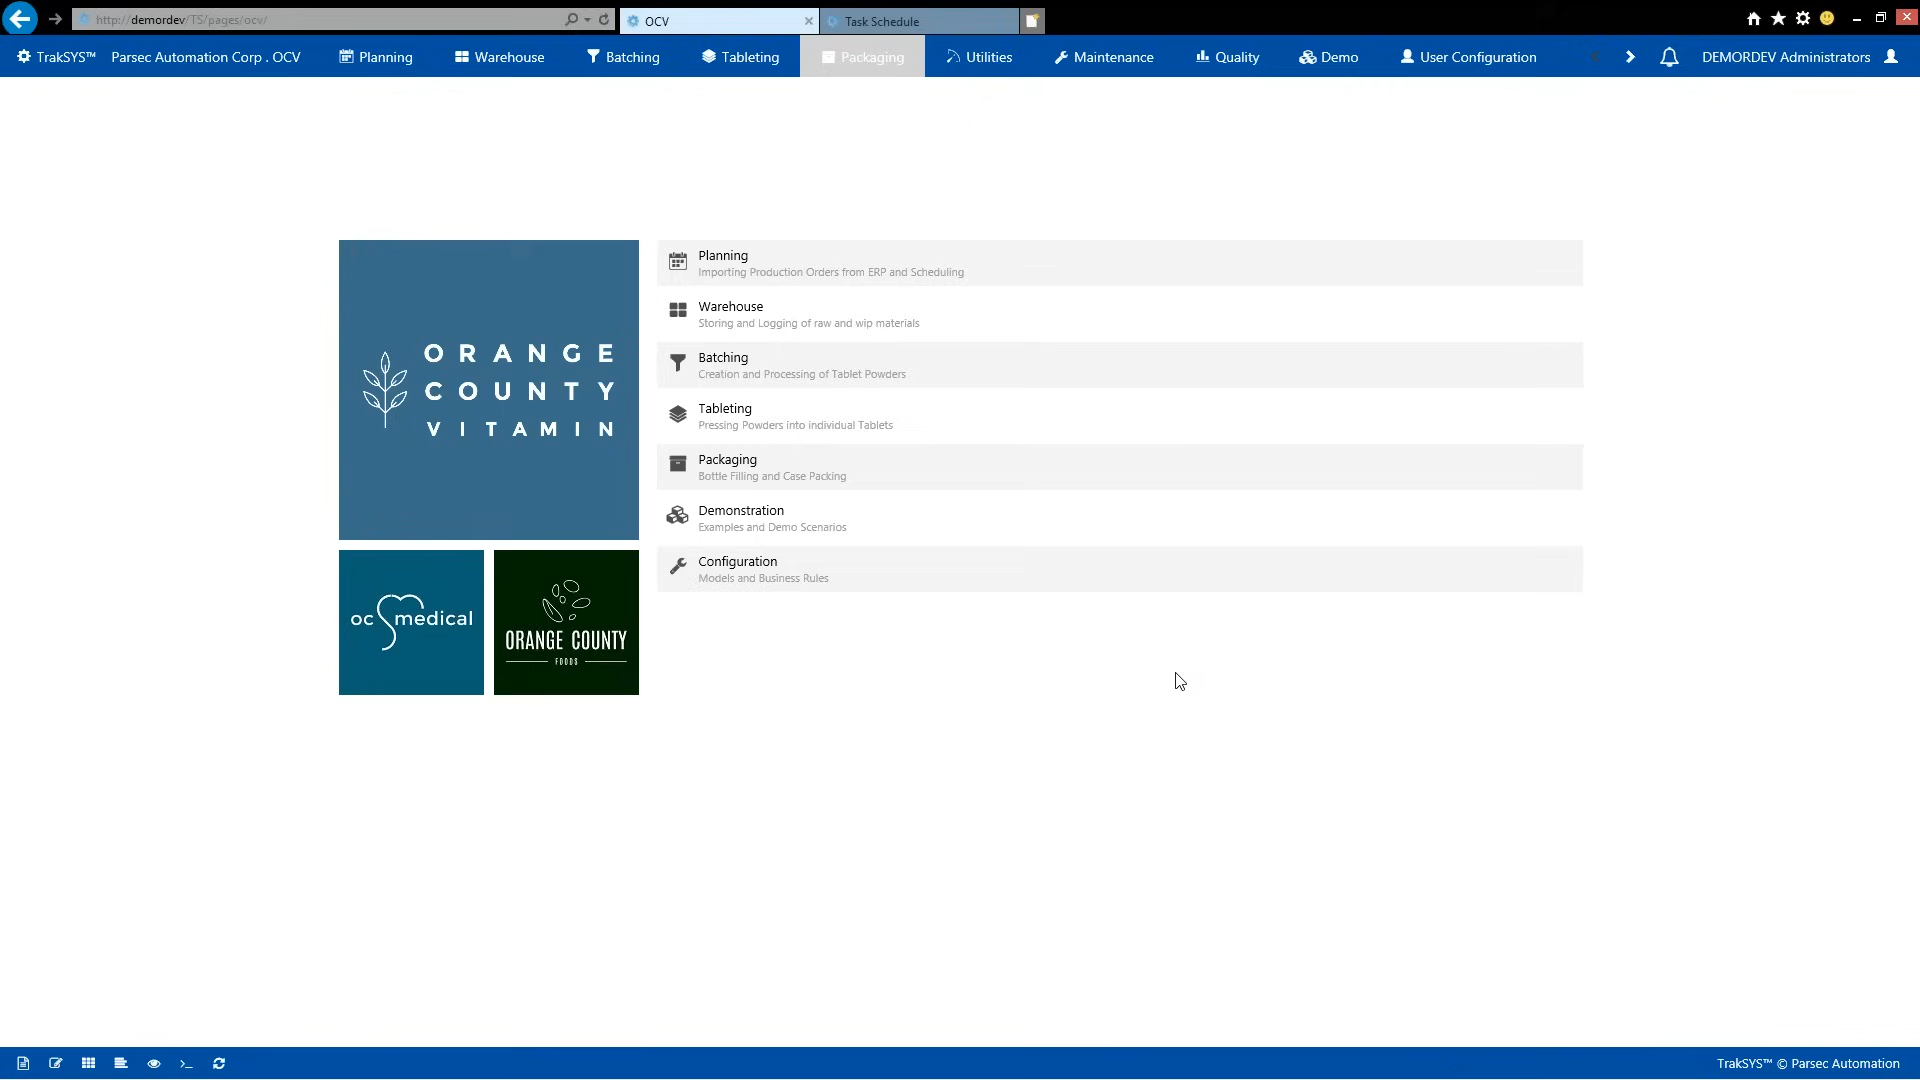 http://demordev/TS/pages/ocv/
OCV
Task Schedule
TrakSYS™ Parsec Automation Corp . OCV Planning Warehouse Batching Tableting Packaging Utilities Maintenance Quality Demo User Configuration DEMORDEV Administrators
ORANGE
COUNTY
VITAMIN
oc medical
ORANGE COUNTY
FOODS
Planning
Importing Production Orders from ERP and Scheduling
Warehouse
Storing and Logging of raw and wip materials
Batching
Creation and Processing of Tablet Powders
Tableting
Pressing Powders into individual Tablets
Packaging
Bottle Filling and Case Packing
Demonstration
Examples and Demo Scenarios
Configuration
Models and Business Rules
TrakSYS™ © Parsec Automation